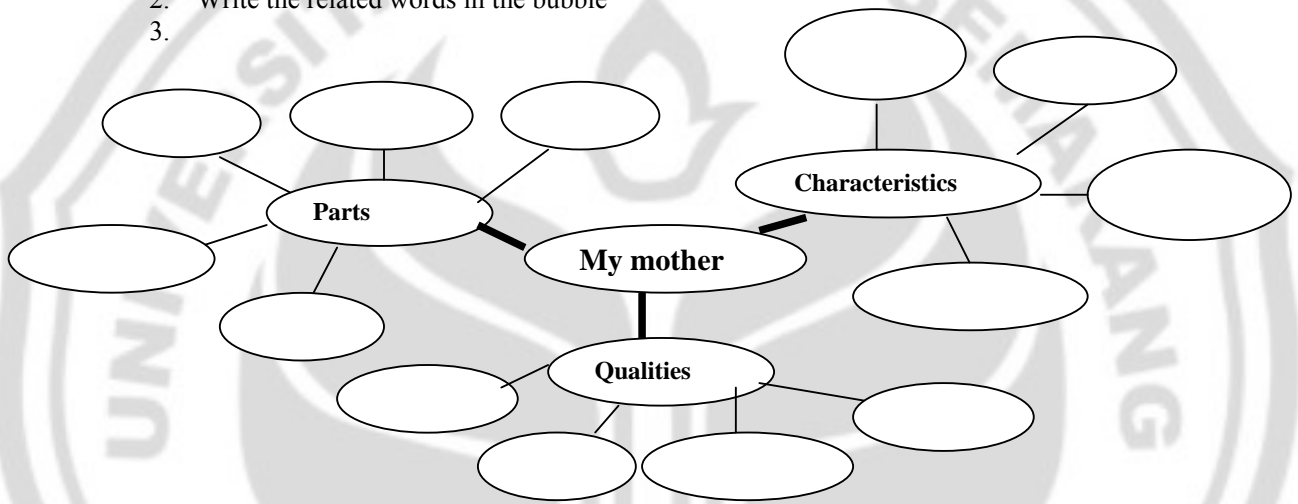 2. Write the related words in the bubble
3.
Parts
Characteristics
My mother
Qualities